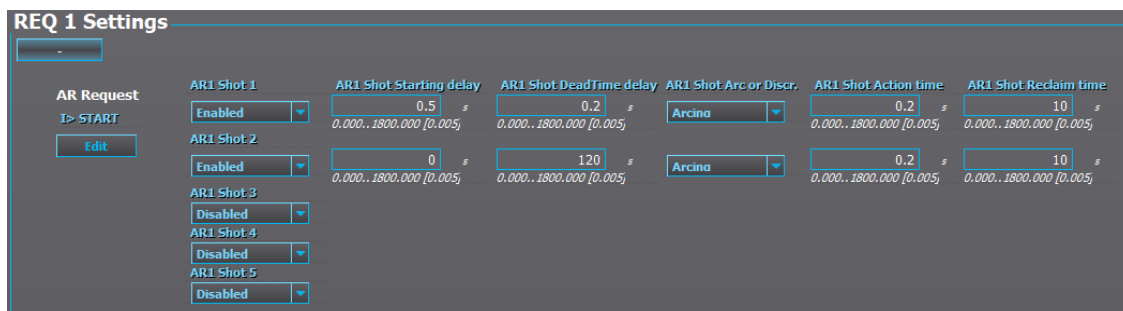 REQ 1 Settings
-
AR1 Shot 1 AR1 Shot Starting delay AR1 Shot DeadTime delay AR1 Shot Arc or Discr. AR1 Shot Action time AR1 Shot Reclaim time
AR Request
Enabled 0.5 s 0.2 s Arcing 0.2 s 10 s
I> START
0.000..1800.000 [0.005] 0.000..1800.000 [0.005] 0.000..1800.000 [0.005] 0.000..1800.000 [0.005]
Edit
AR1 Shot 2
Enabled 0 s 120 s Arcing 0.2 s 10 s
0.000..1800.000 [0.005] 0.000..1800.000 [0.005] 0.000..1800.000 [0.005] 0.000..1800.000 [0.005]
AR1 Shot 3
Disabled
AR1 Shot 4
Disabled
AR1 Shot 5
Disabled